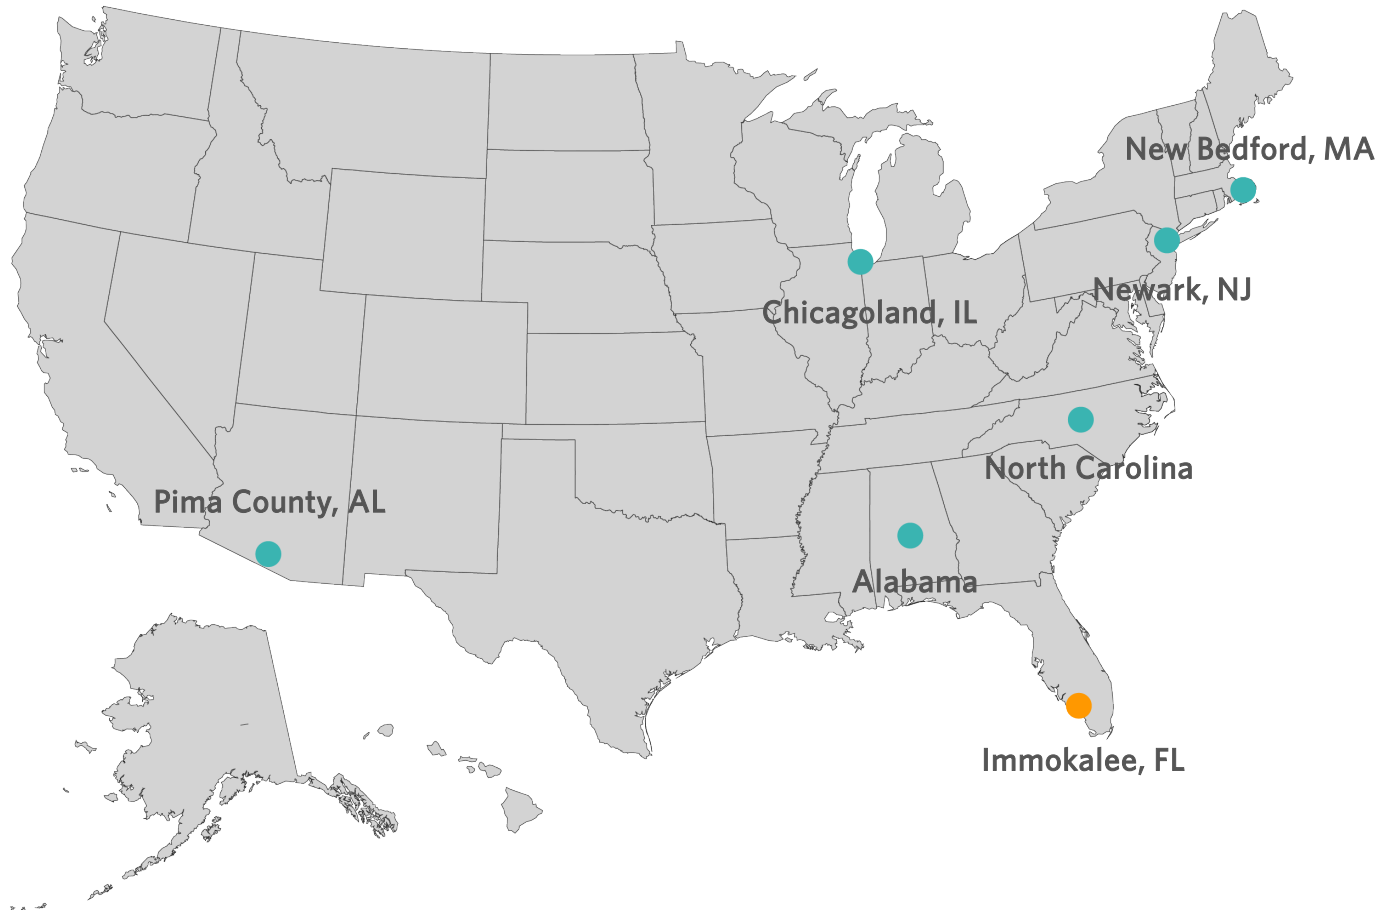 New Bedford, MA
Newark, NJ
Chicagoland, IL
North Carolina
Pima County, AL
Alabama
Immokalee, FL